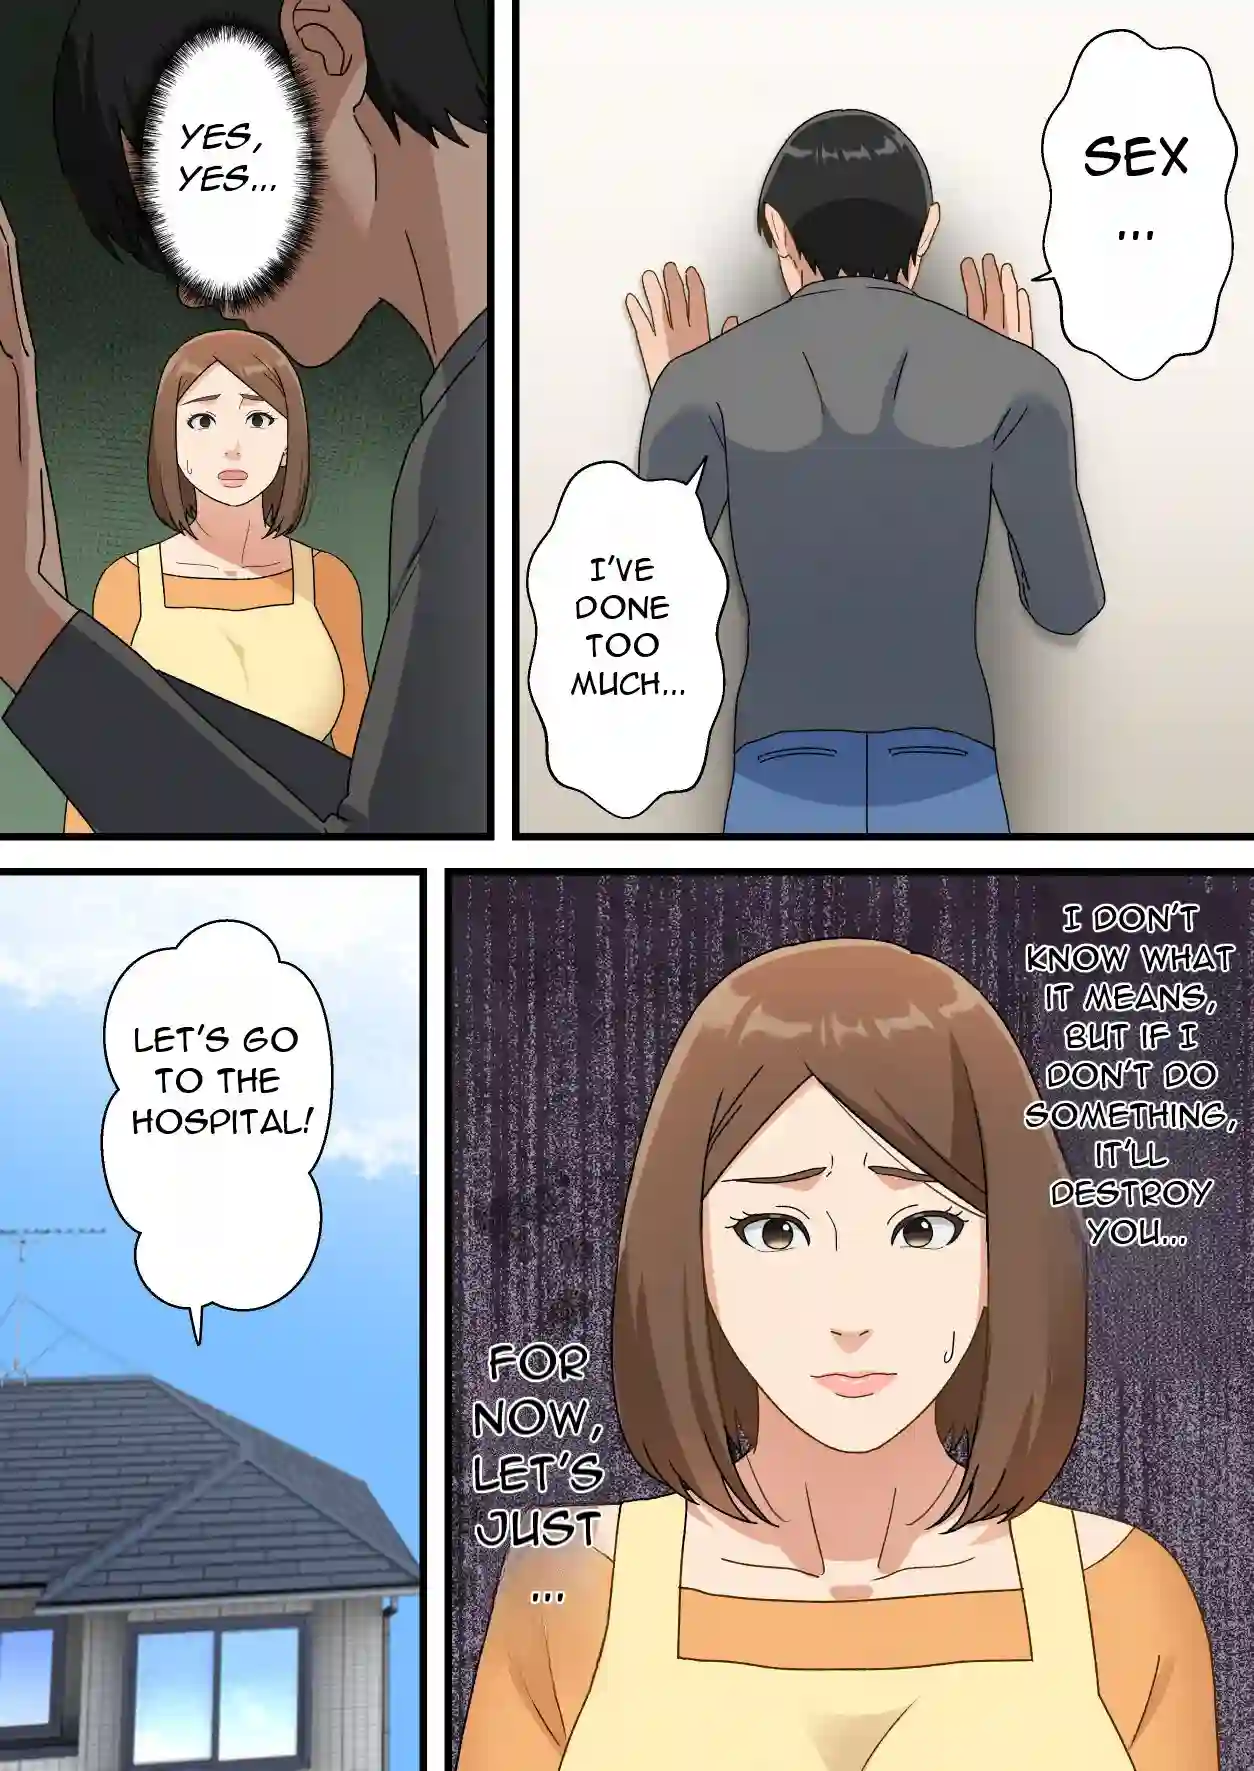 SEX
...
I'VE
DONE
TOO
MUCH...
YES,
YES...
I DON'T
KNOW WHAT
IT MEANS,
BUT IF I
DON'T DO
SOMETHING,
IT'LL
DESTROY
YOU...
FOR
NOW,
LET'S
JUST
...
LET'S GO
TO THE
HOSPITAL!